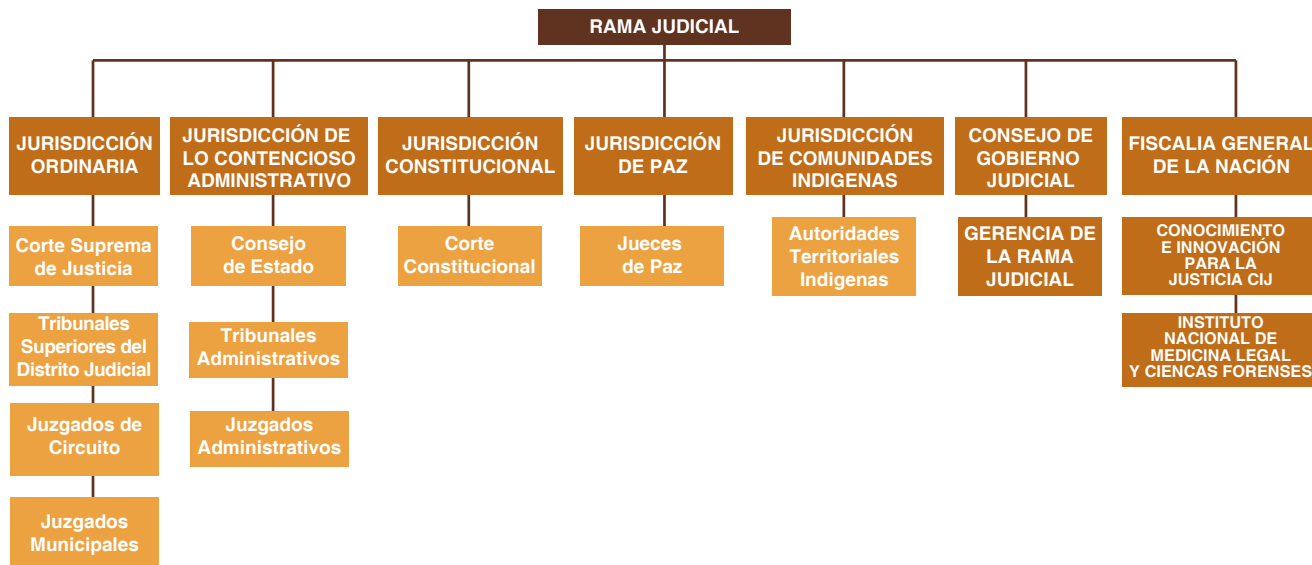 RAMA JUDICIAL
JURISDICCIÓN
ORDINARIA
Corte Suprema
de Justicia
Tribunales
Superiores del
Distrito Judicial
Juzgados de
Circuito
Juzgados
Municipales
JURISDICCIÓN DE
LO CONTENCIOSO
ADMINISTRATIVO
Consejo
de Estado
Tribunales
Administrativos
Juzgados
Administrativos
JURISDICCIÓN
CONSTITUCIONAL
Corte
Constitucional
JURISDICCIÓN
DE PAZ
Jueces
de Paz
JURISDICCIÓN
DE COMUNIDADES
INDIGENAS
Autoridades
Territoriales
Indigenas
CONSEJO DE
GOBIERNO
JUDICIAL
GERENCIA DE
LA RAMA
JUDICIAL
FISCALIA GENERAL
DE LA NACIÓN
CONOCIMIENTO
E INNOVACIÓN
PARA LA
JUSTICIA CIJ
INSTITUTO
NACIONAL DE
MEDICINA LEGAL
Y CIENCAS FORENSES